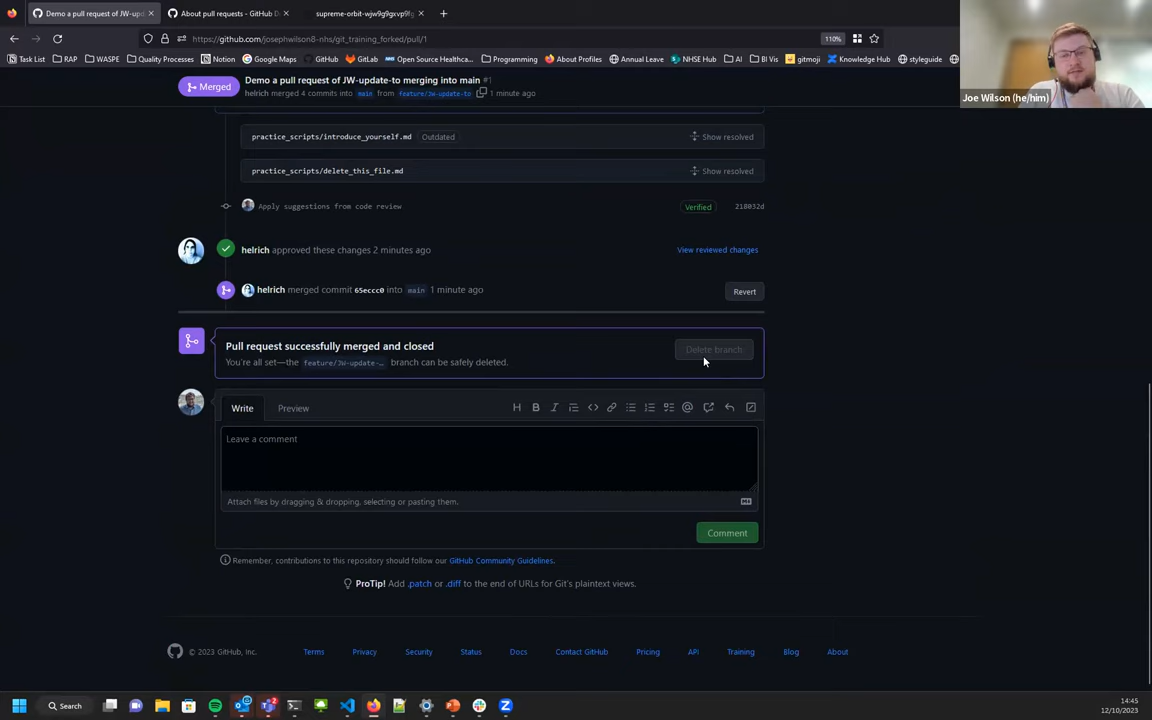 Demo a pull request of JW-upd
About pull requests - GitHub D
supreme-orbit-wjw9g9gxvp9fg
https://github.com/josephwilson8-nhs/git_training_forked/pull/1
110%
Task List
RAP
WASPE
Quality Processes
Notion
Google Maps
GitHub
GitLab
Open Source Healthca...
Programming
About Profiles
Annual Leave
NHSE Hub
AI
BI Vis
gitmoji
Knowledge Hub
styleguide
Joe Wilson (he/him)
Merged
Demo a pull request of JW-update-to merging into main #1
helrich merged 4 commits into main from feature/JW-update-to 1 minute ago
practice_scripts/introduce_yourself.md Outdated Show resolved
practice_scripts/delete_this_file.md Show resolved
Apply suggestions from code review Verified 218032d
helrich approved these changes 2 minutes ago View reviewed changes
helrich merged commit 65eccc0 into main 1 minute ago Revert
Pull request successfully merged and closed
Delete branch
You're all set—the feature/JW-update-… branch can be safely deleted.
Write Preview
Leave a comment
Attach files by dragging & dropping, selecting or pasting them.
Comment
Remember, contributions to this repository should follow our GitHub Community Guidelines.
ProTip! Add .patch or .diff to the end of URLs for Git's plaintext views.
© 2023 GitHub, Inc. Terms Privacy Security Status Docs Contact GitHub Pricing API Training Blog About
Search
14:45
12/10/2023